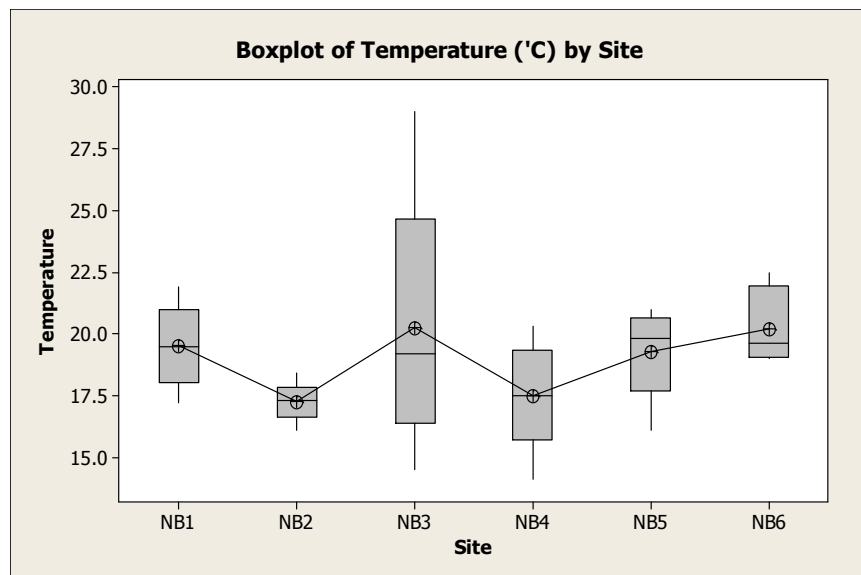 Boxplot of Temperature ('C) by Site
30.0
27.5
25.0
22.5
20.0
17.5
15.0
Temperature
NB1 NB2 NB3 NB4 NB5 NB6
Site